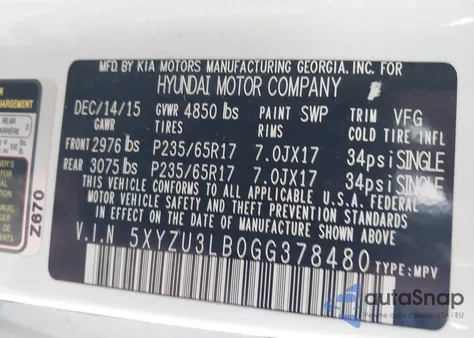 MFD. BY KIA MOTORS MANUFACTURING GEORGIA, INC. FOR
HYUNDAI MOTOR COMPANY
DEC/14/15 GVWR 4850 lbs PAINT SWP TRIM VFG
GAWR TIRES RIMS COLD TIRE INFL
FRONT 2976 lbs P235/65R17 7.0JX17 34psi SINGLE
REAR 3075 lbs P235/65R17 7.0JX17 34psi SINGLE
THIS VEHICLE CONFORMS TO ALL APPLICABLE U.S.A. FEDERAL
MOTOR VEHICLE SAFETY AND THEFT PREVENTION STANDARDS
IN EFFECT ON THE DATE OF MANUFACTURE SHOWN ABOVE.
V.I.N 5XYZU3LB0GG378480 TYPE:MPV
Z670
REAR
3
autoSnap